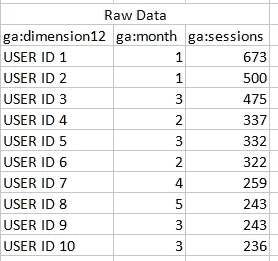 Raw Data
ga:dimension12 ga:month ga:sessions
USER ID 1 1 673
USER ID 2 1 500
USER ID 3 3 475
USER ID 4 2 337
USER ID 5 3 332
USER ID 6 2 322
USER ID 7 4 259
USER ID 8 5 243
USER ID 9 3 243
USER ID 10 3 236